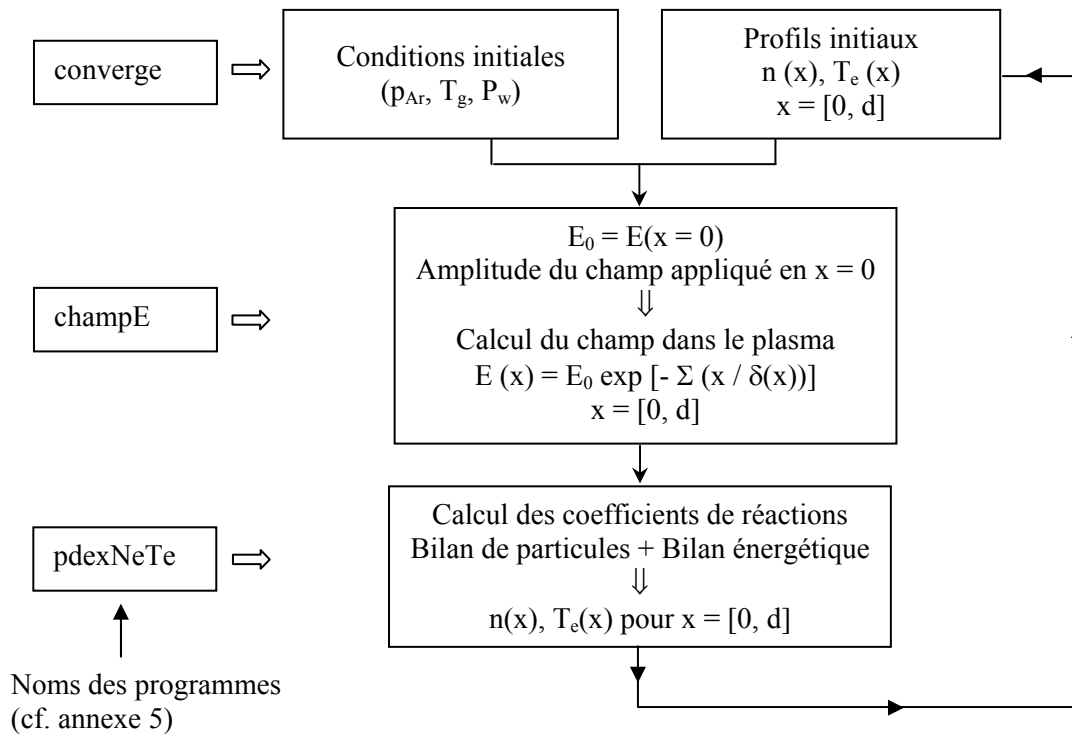 converge
Conditions initiales
(p_Ar, T_g, P_w)
Profils initiaux
n (x), T_e (x)
x = [0, d]
champE
E_0 = E(x = 0)
Amplitude du champ appliqué en x = 0
⇓
Calcul du champ dans le plasma
E (x) = E_0 exp [- Σ (x / δ(x))]
x = [0, d]
pdexNeTe
Calcul des coefficients de réactions
Bilan de particules + Bilan énergétique
⇓
n(x), T_e(x) pour x = [0, d]
Noms des programmes
(cf. annexe 5)